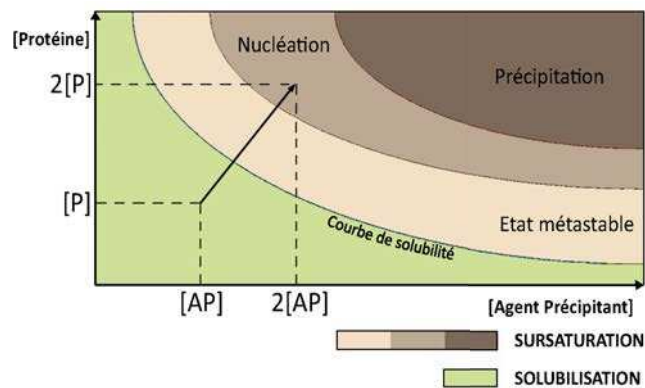 [Protéine]
Nucléation
Précipitation
2[P]
[P]
Etat métastable
Courbe de solubilité
[AP]
2[AP]
[Agent Précipitant]
SURSATURATION
SOLUBILISATION